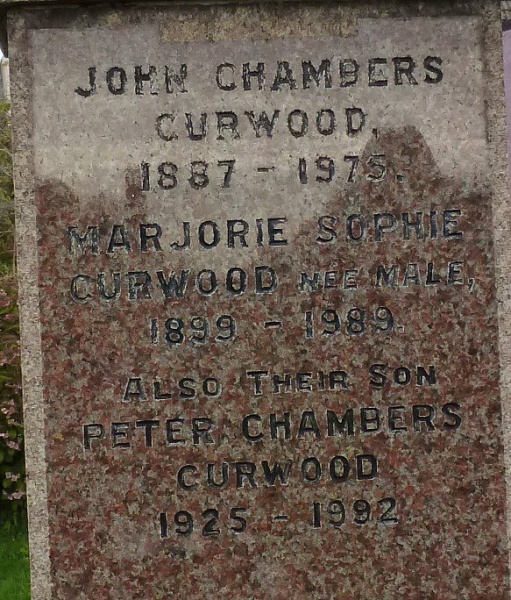 JOHN CHAMBERS
CURWOOD,
1887 - 1975.
MARJORIE SOPHIE
CURWOOD NEE MALE,
1899 - 1989.
ALSO THEIR SON
PETER CHAMBERS
CURWOOD
1925 - 1992